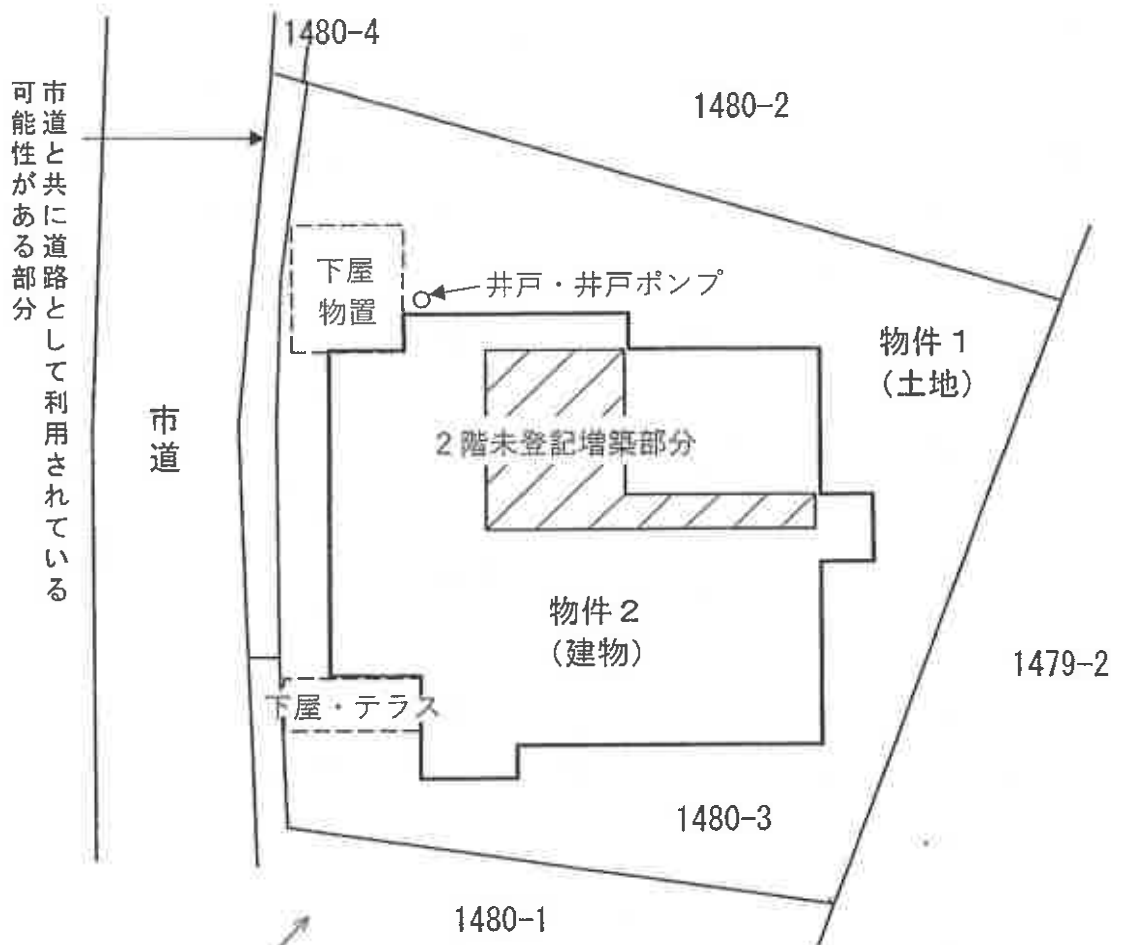 1480-4
1480-2
市道と共に道路として利用されている
可能性がある部分
下屋
物置
井戸・井戸ポンプ
物件1
(土地)
市道
2階未登記増築部分
物件2
(建物)
1479-2
下屋・テラス
1480-3
1480-1